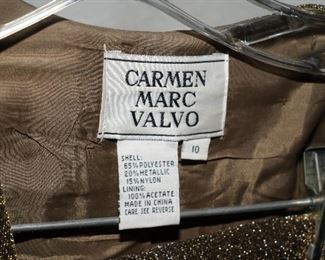 CARMEN
MARC
VALVO
10
SHELL:
65%POLYESTER
20%METALLIC
15%NYLON
LINING:
100%ACETATE
MADE IN CHINA
CARE SEE REVERSE